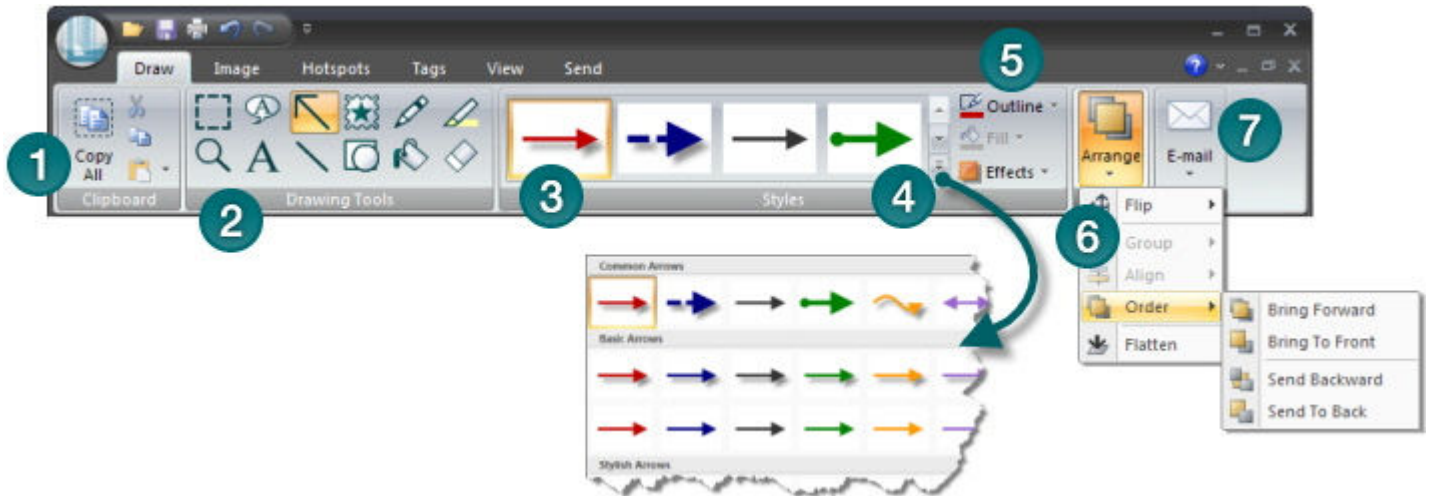 Draw Image Hotspots Tags View Send
1
Copy
All
Clipboard
2
A
A
Drawing Tools
3
4
Styles
5
Outline
Fill
Effects
Arrange
E-mail
7
6
Flip
Group
Align
Order
Flatten
Bring Forward
Bring To Front
Send Backward
Send To Back
Common Arrows
Basic Arrows
Stylish Arrows
?